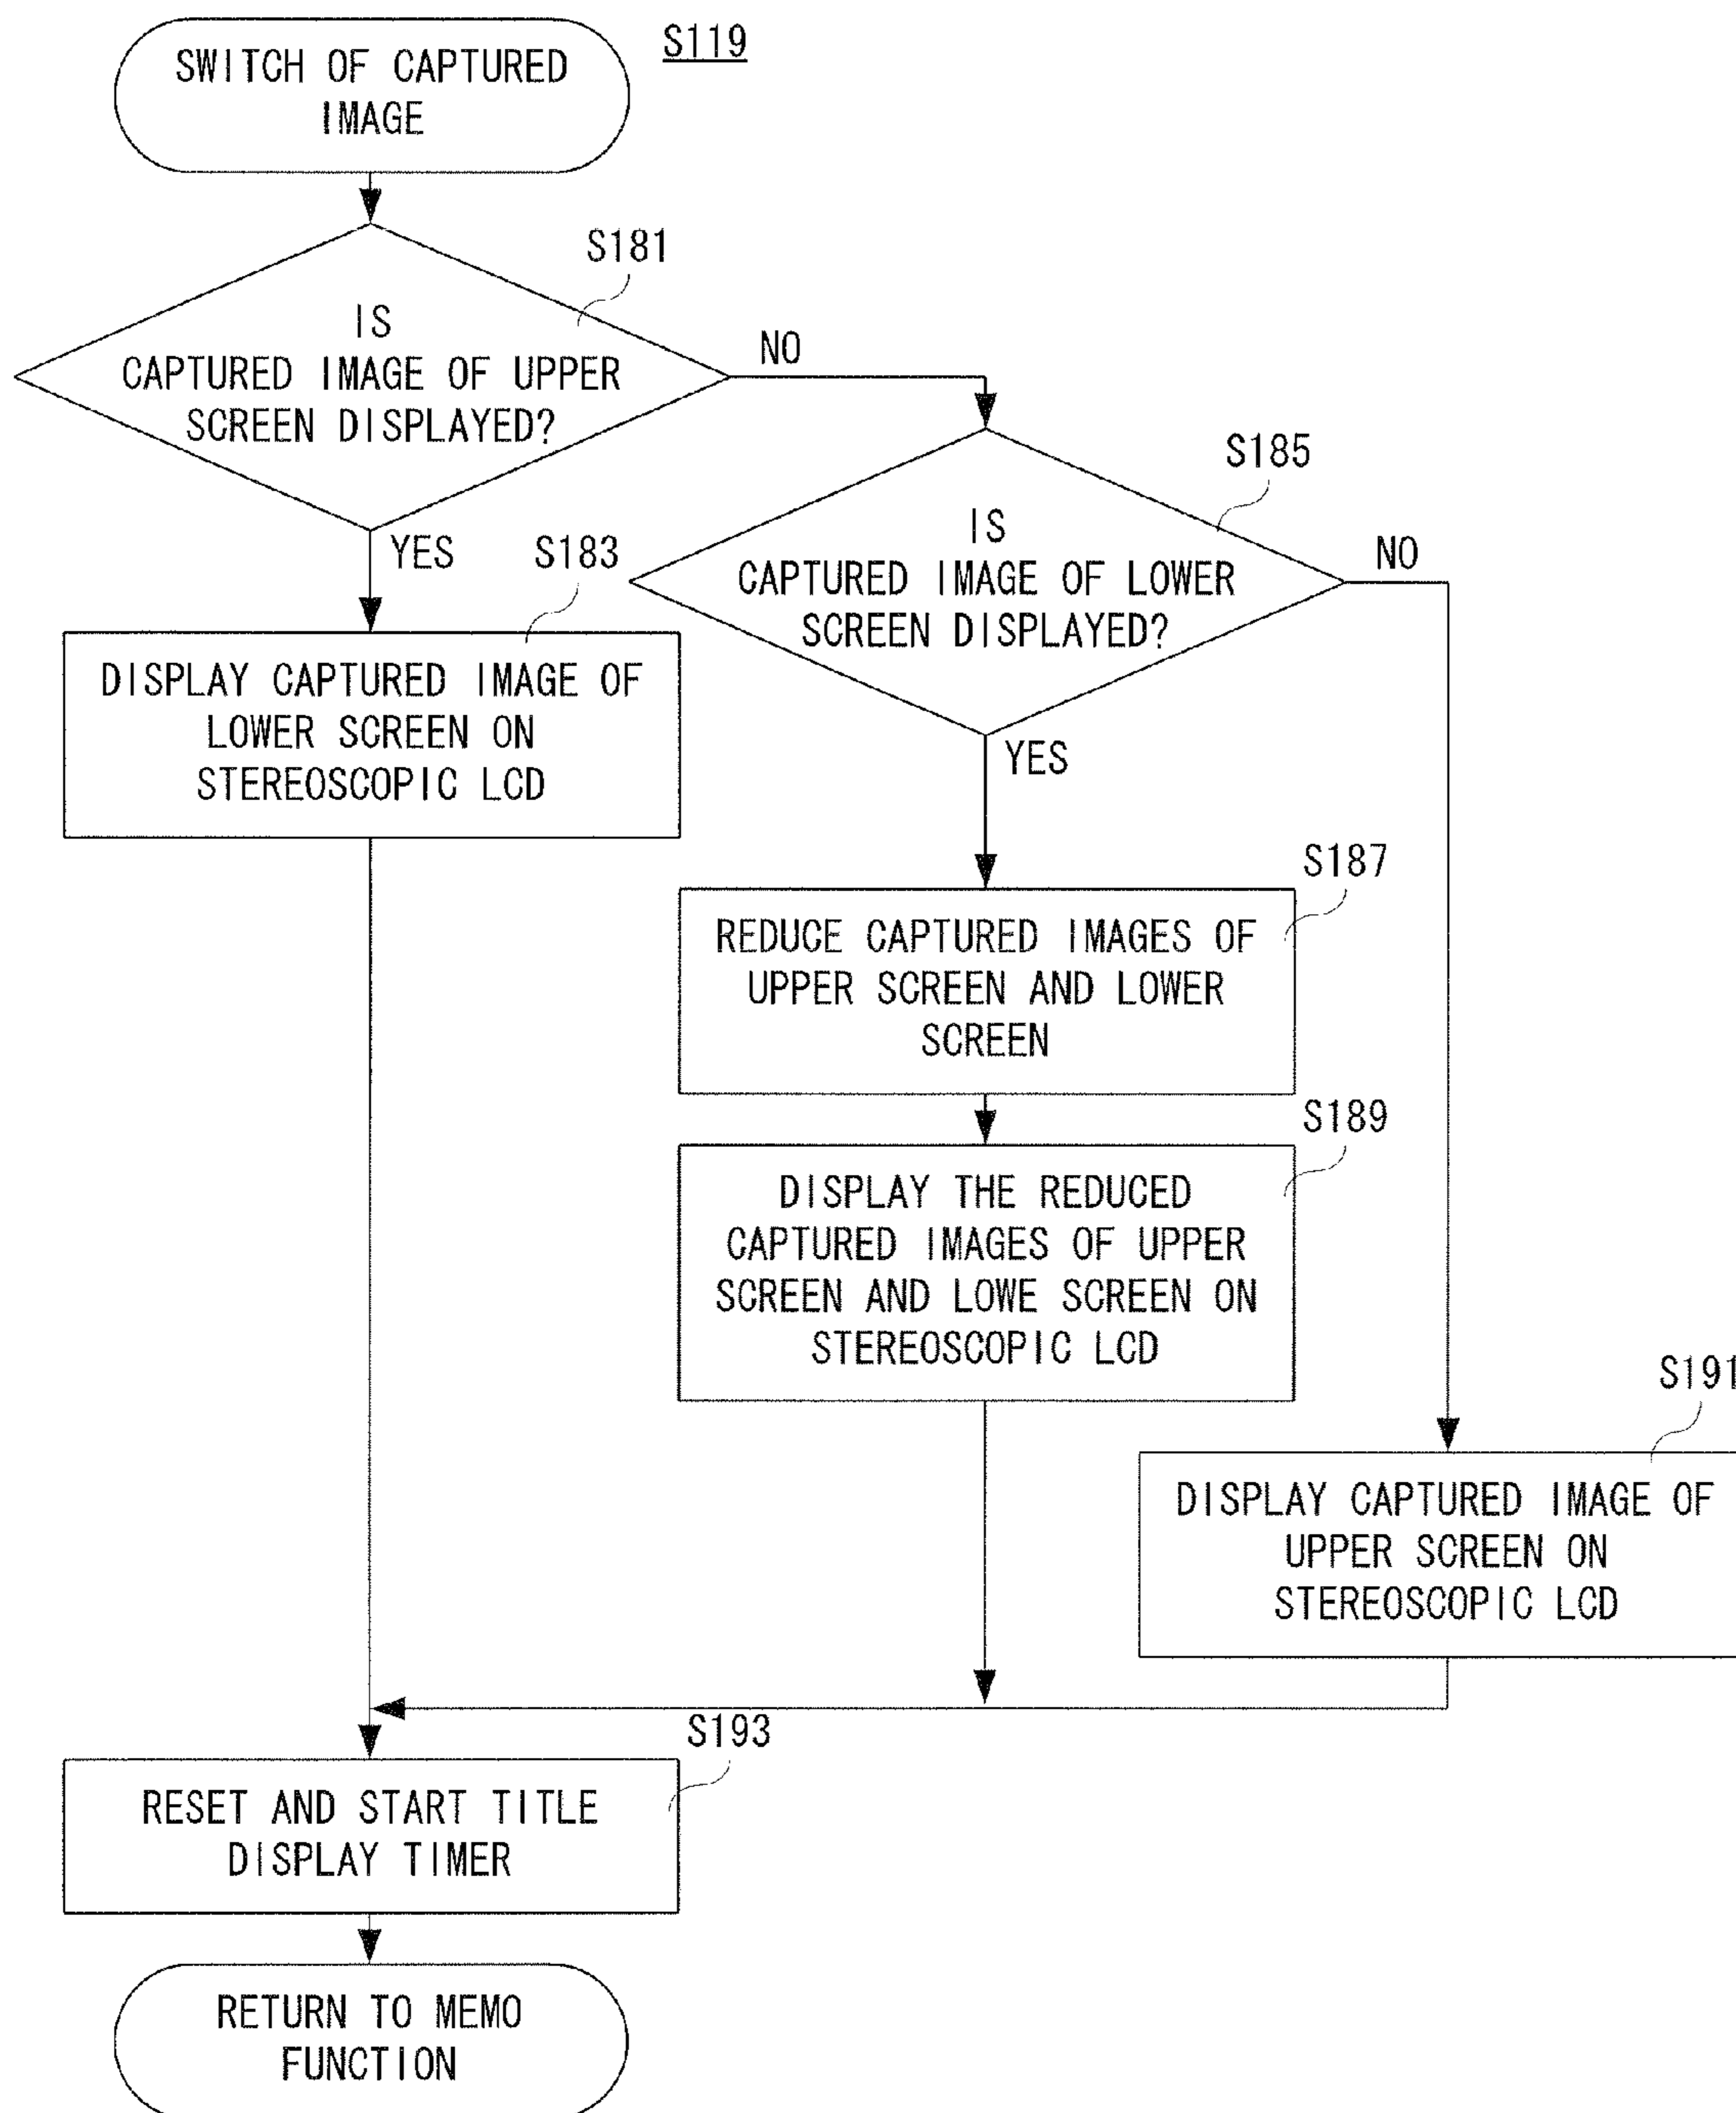 SWITCH OF CAPTURED
IMAGE
S119
S181
IS
CAPTURED IMAGE OF UPPER
SCREEN DISPLAYED?
NO
YES
S183
DISPLAY CAPTURED IMAGE OF
LOWER SCREEN ON
STEREOSCOPIC LCD
S185
IS
CAPTURED IMAGE OF LOWER
SCREEN DISPLAYED?
NO
YES
S187
REDUCE CAPTURED IMAGES OF
UPPER SCREEN AND LOWER
SCREEN
S189
DISPLAY THE REDUCED
CAPTURED IMAGES OF UPPER
SCREEN AND LOWE SCREEN ON
STEREOSCOPIC LCD
S191
DISPLAY CAPTURED IMAGE OF
UPPER SCREEN ON
STEREOSCOPIC LCD
S193
RESET AND START TITLE
DISPLAY TIMER
RETURN TO MEMO
FUNCTION